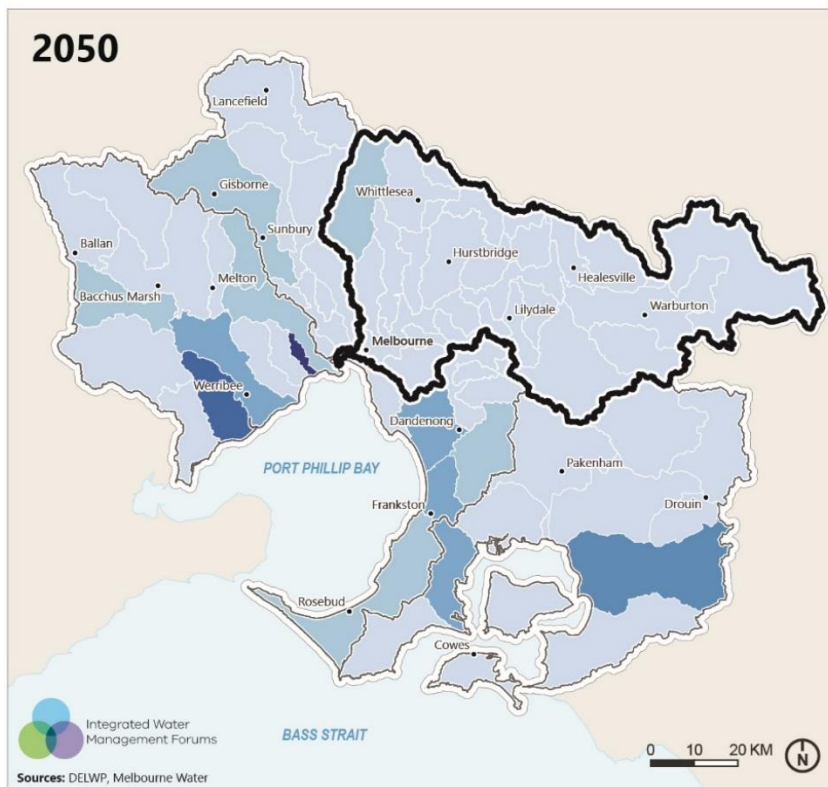 2050
Lancefield
Whittlesea
Gisborne
Sunbury
Hurstbridge
Ballan
Healesville
Melton
Bacchus Marsh
Lilydale
Warburton
Melbourne
Werribee
Dandenong
PORT PHILLIP BAY
Pakenham
Frankston
Drouin
Rosebud
Cowes
Integrated Water
Management Forums
BASS STRAIT
0 10 20 KM
N
Sources: DELWP, Melbourne Water